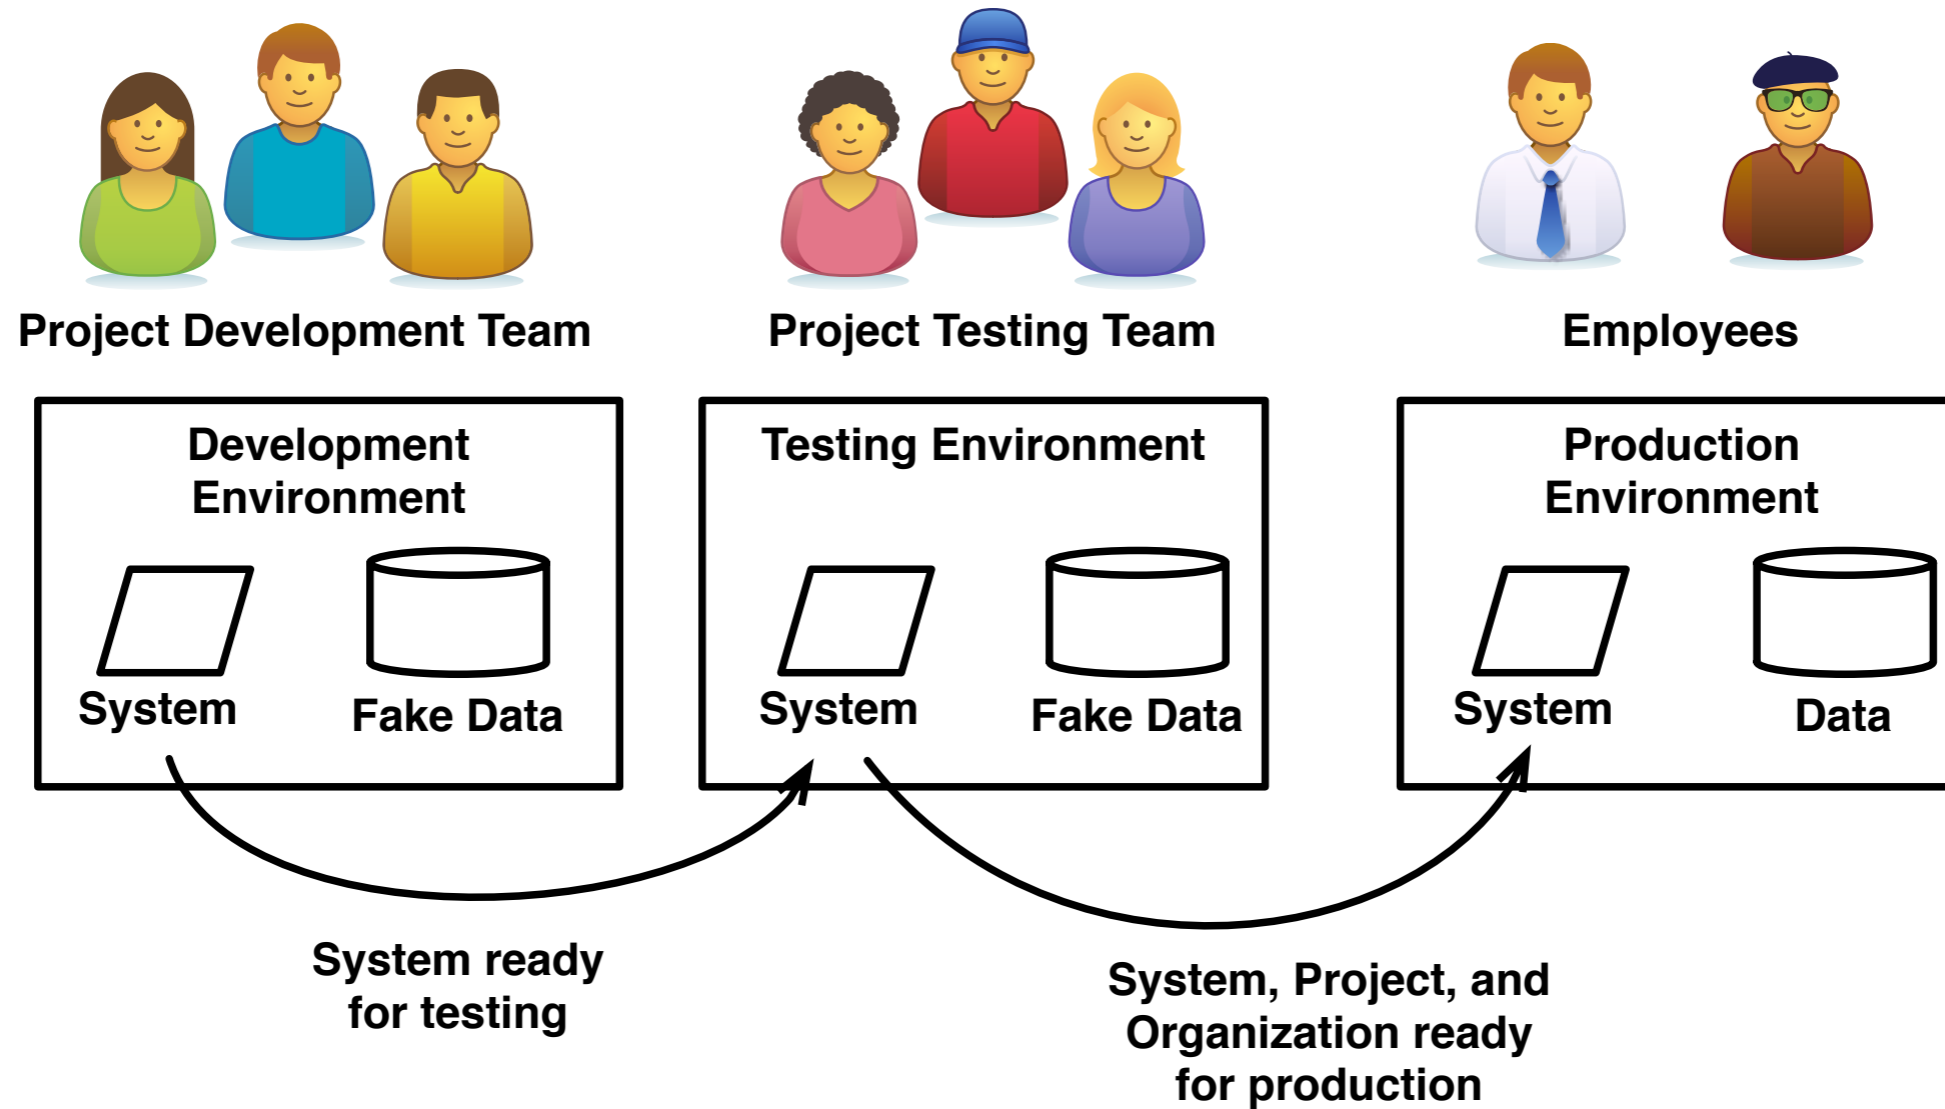 Project Development Team
Project Testing Team
Employees
Development
Environment
Testing Environment
Production
Environment
System
Fake Data
System
Fake Data
System
Data
System ready
for testing
System, Project, and
Organization ready
for production